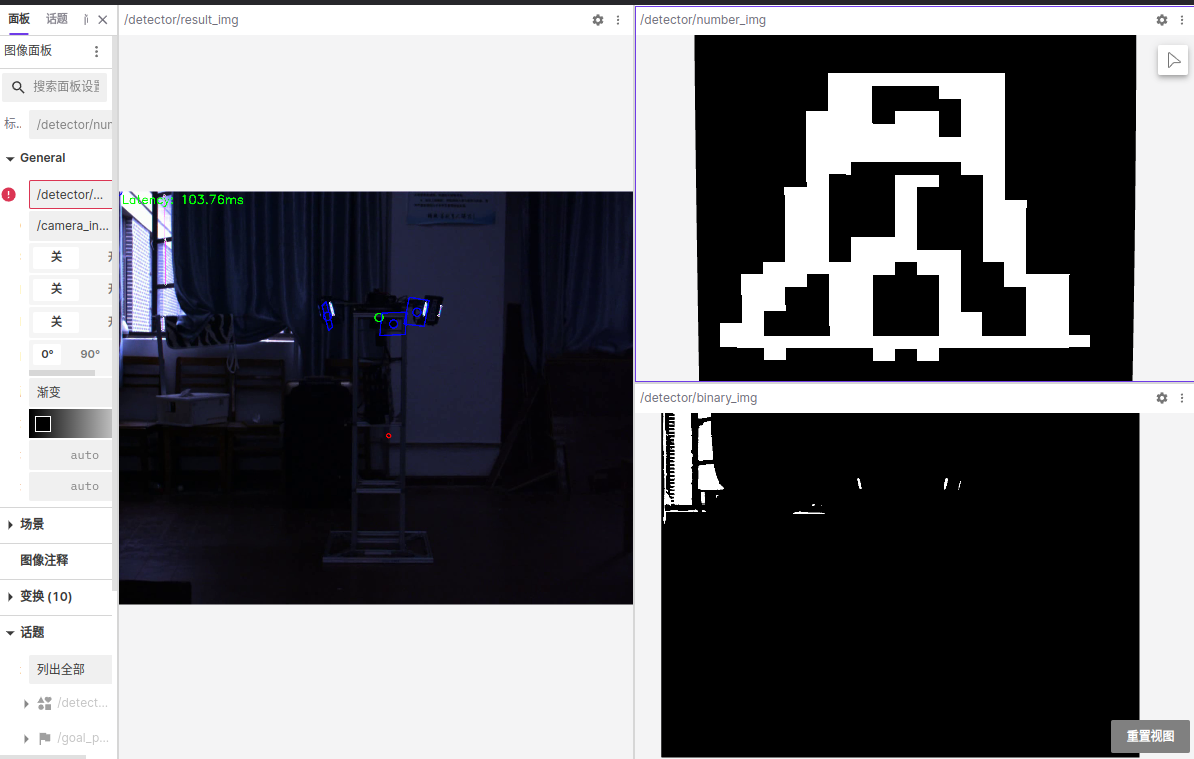 面板
话题
图像面板
搜索面板设置
标..
/detector/nur
General
/detector/...
/camera_in...
关
开
关
开
关
开
0°
90°
渐变
auto
auto
场景
图像注释
变换 (10)
话题
列出全部
/detect...
/goal_p...
/detector/result_img
Latency: 103.76ms
/detector/number_img
/detector/binary_img
重置视图